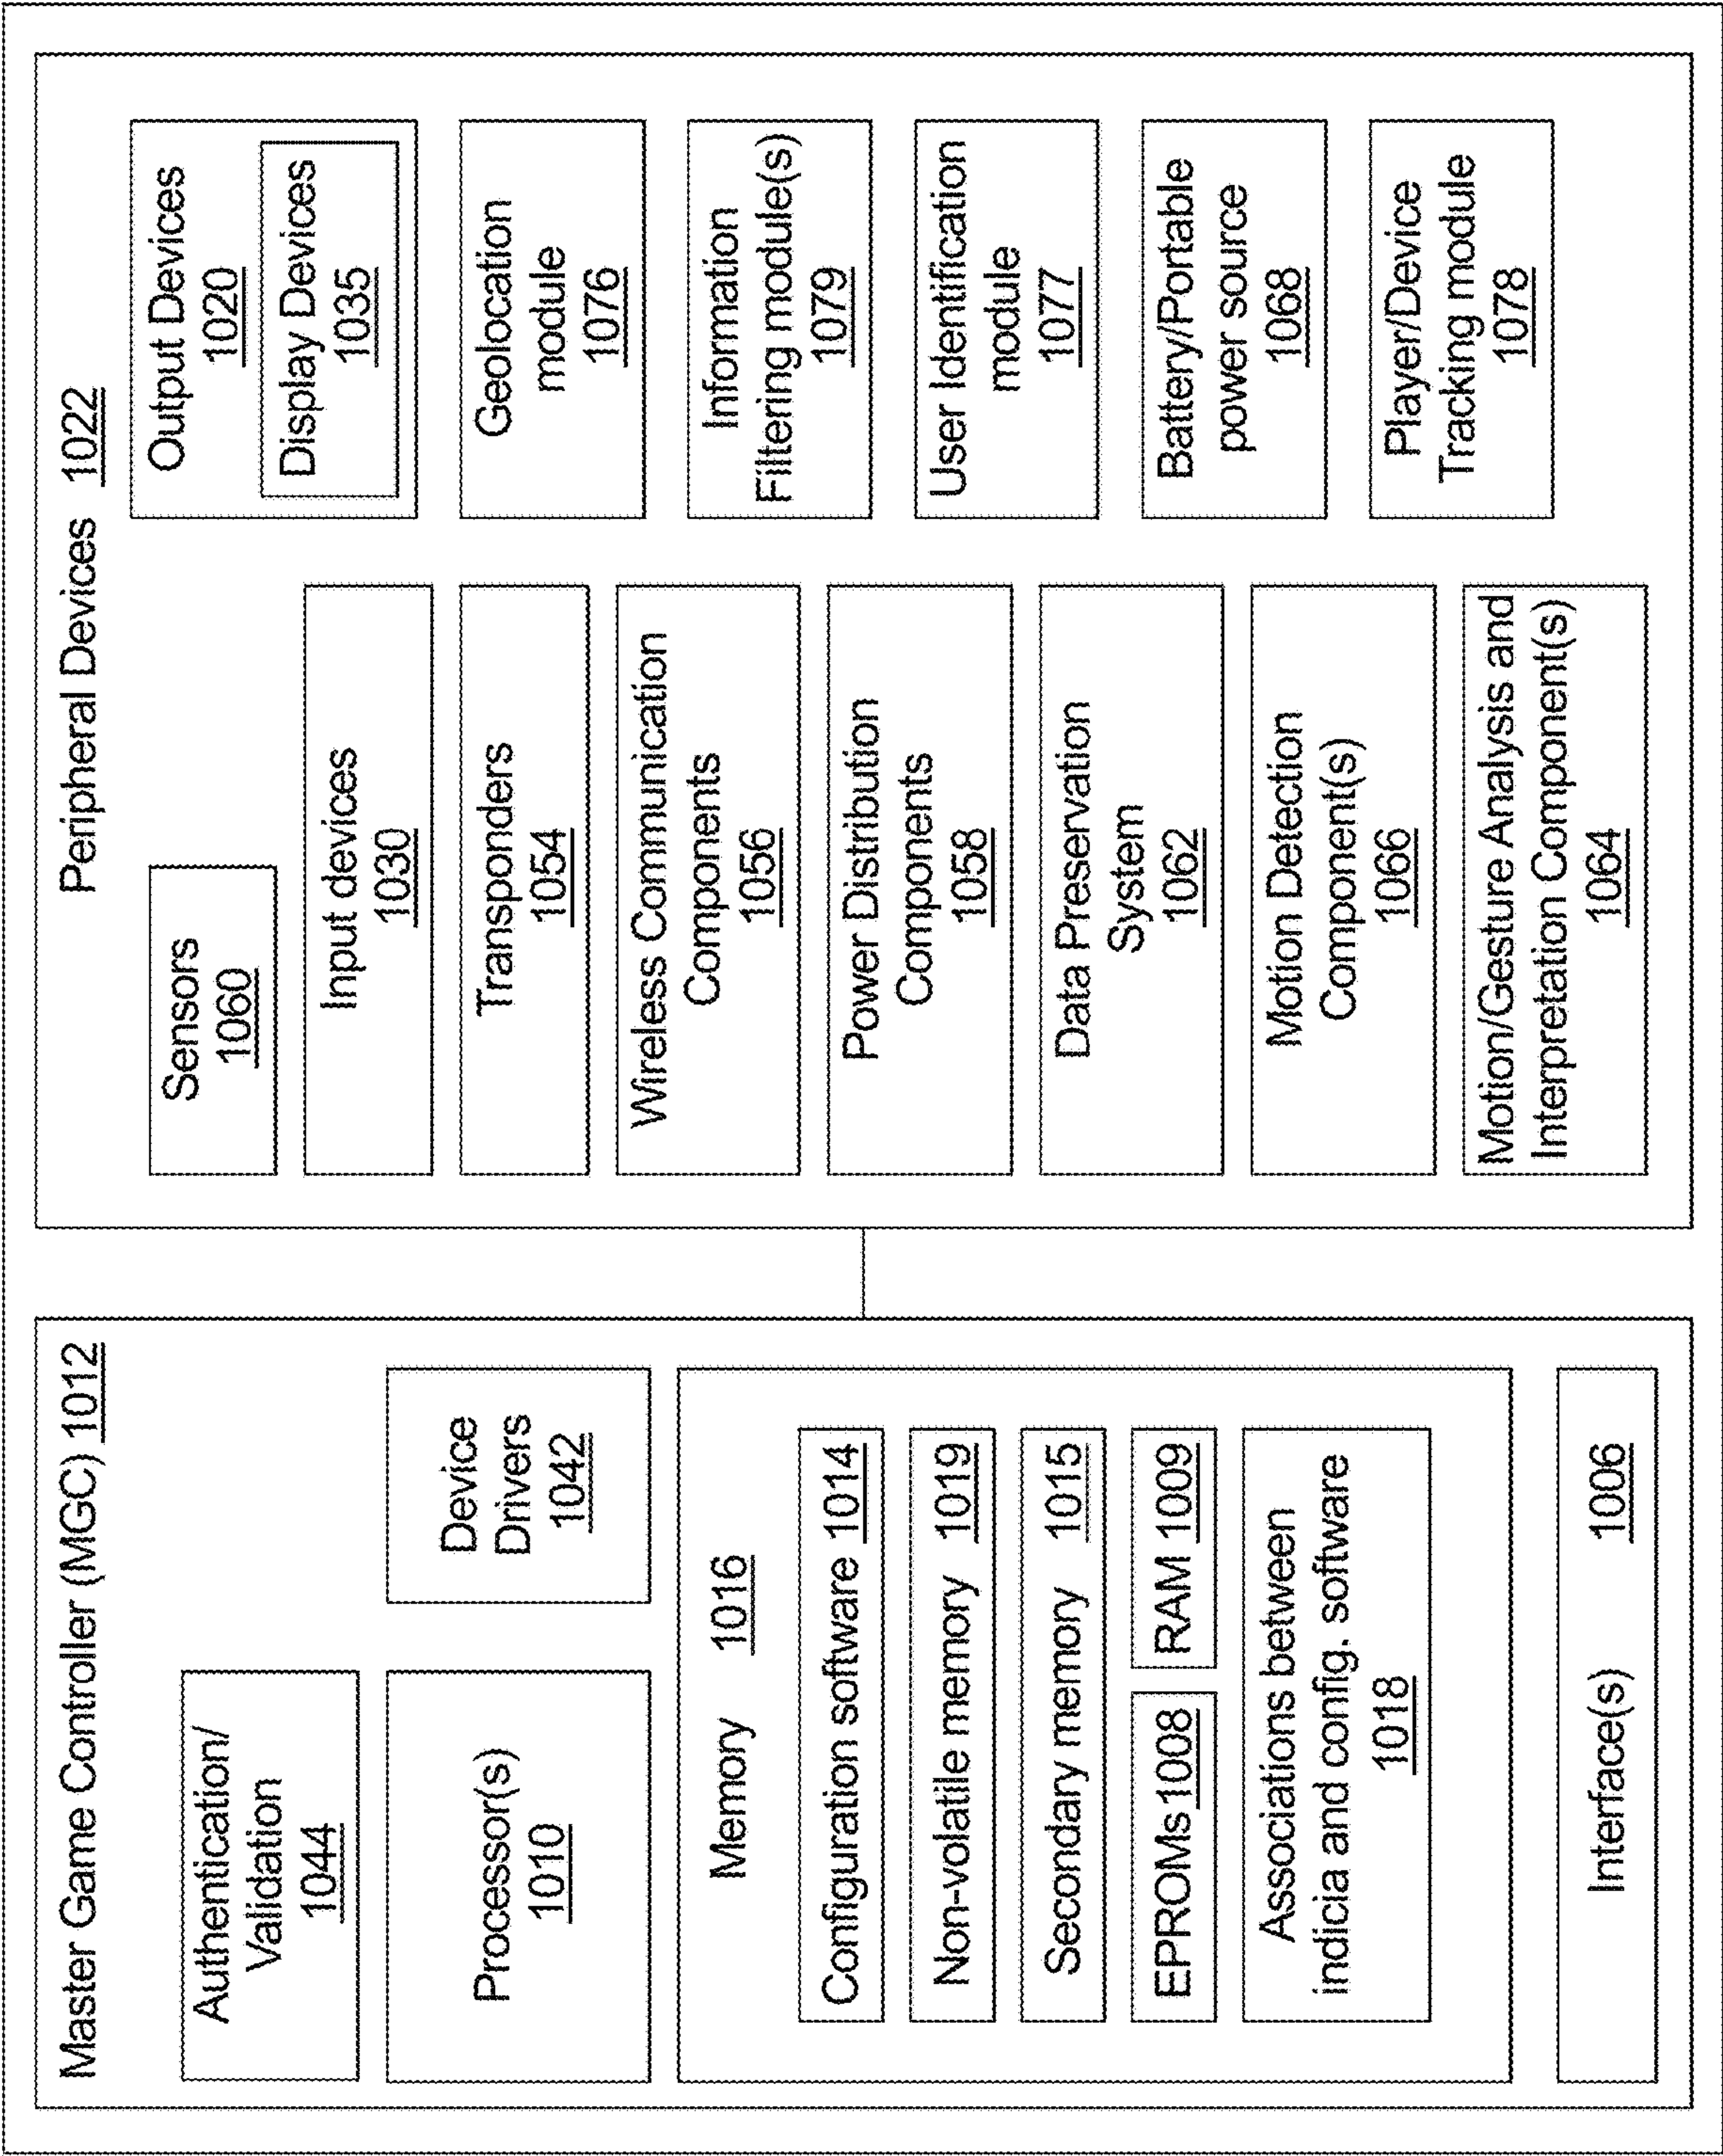 Master Game Controller (MGC) 1012
Authentication/
Validation
1044
Processor(s)
1010
Device
Drivers
1042
Memory 1016
Configuration software 1014
Non-volatile memory 1019
Secondary memory 1015
EPROMs 1008
RAM 1009
Associations between
indicia and config. software
1018
Interface(s) 1006
Peripheral Devices 1022
Sensors
1060
Input devices
1030
Transponders
1054
Wireless Communication
Components
1056
Power Distribution
Components
1058
Data Preservation
System
1062
Motion Detection
Component(s)
1066
Motion/Gesture Analysis and
Interpretation Component(s)
1064
Output Devices
1020
Display Devices
1035
Geolocation
module
1076
Information
Filtering module(s)
1079
User Identification
module
1077
Battery/Portable
power source
1068
Player/Device
Tracking module
1078